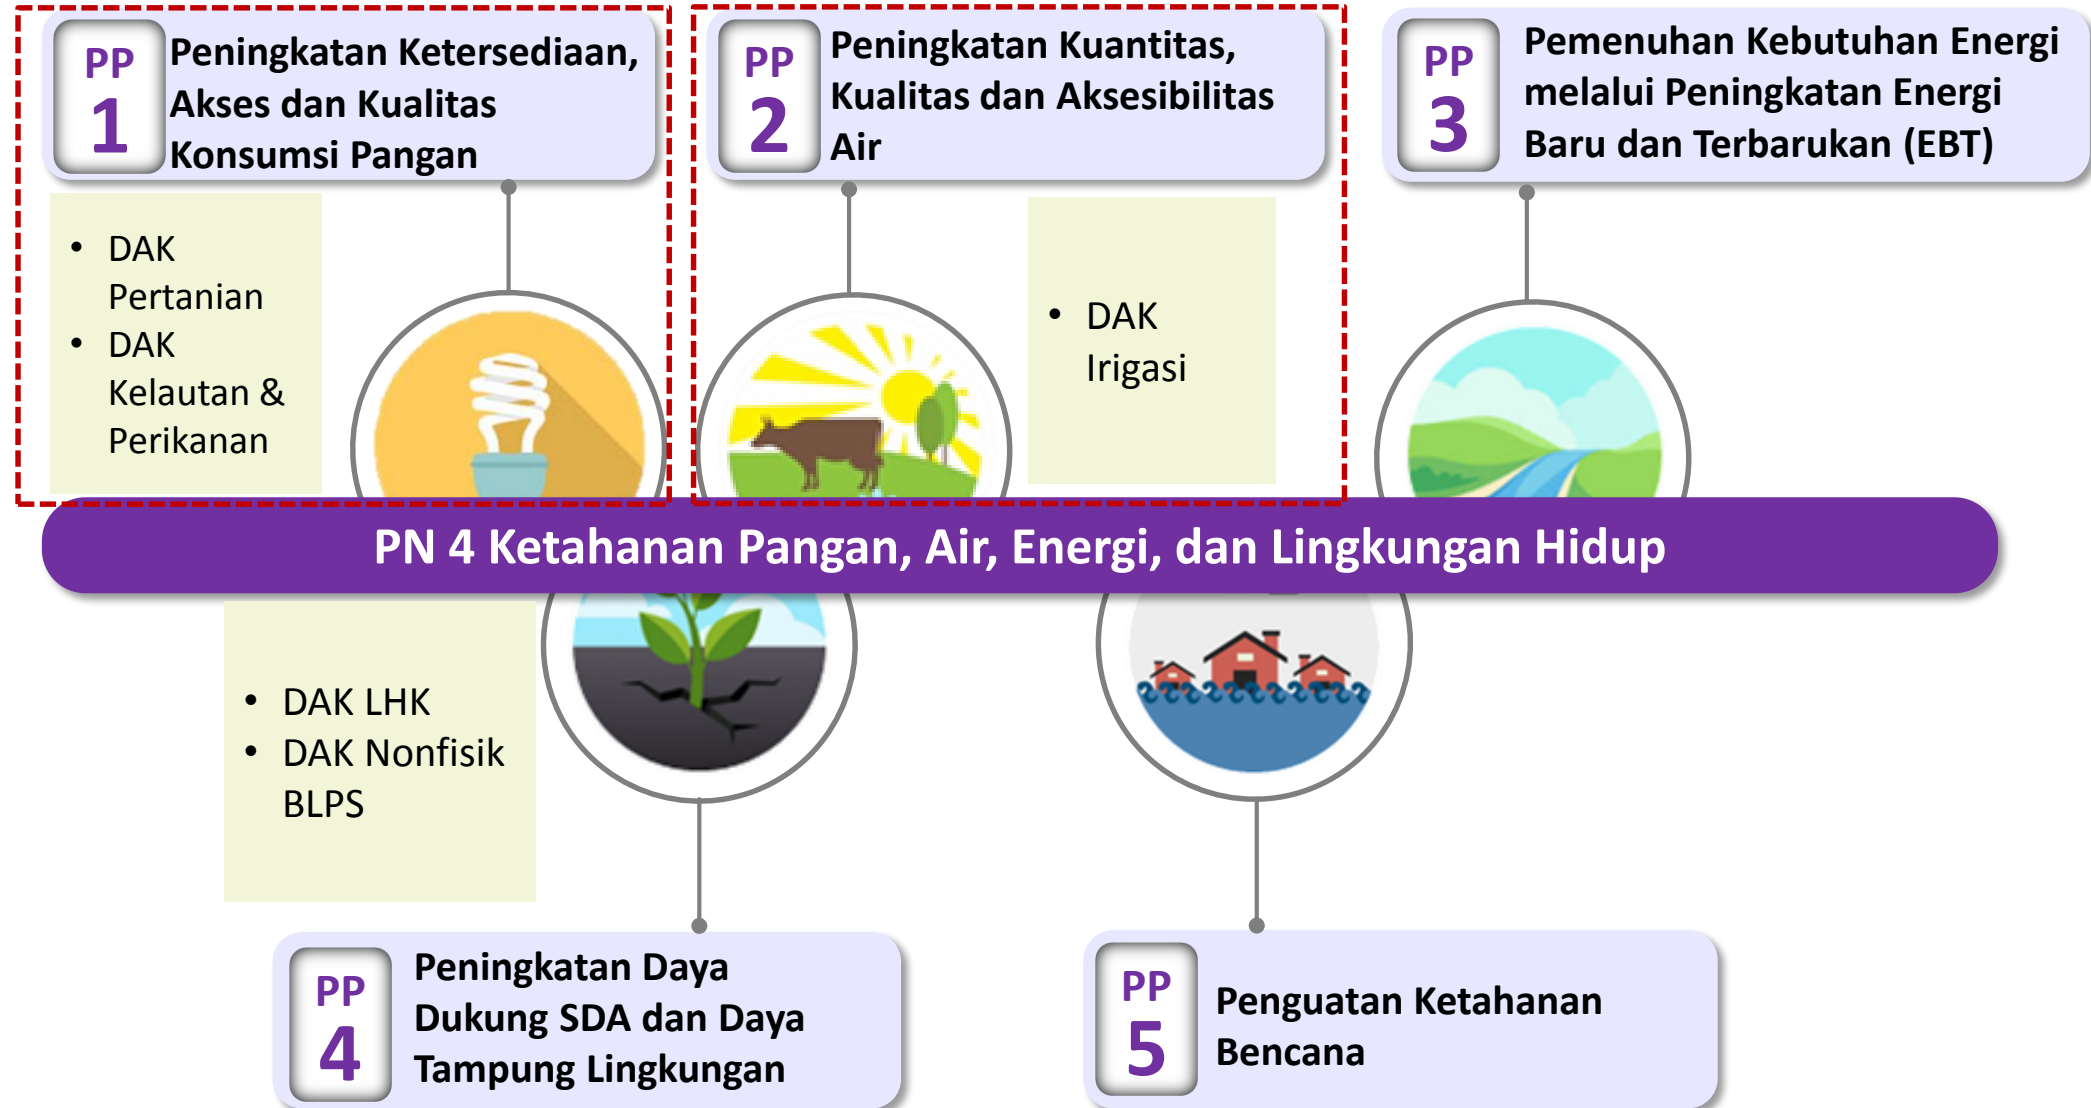 PP
1
Peningkatan Ketersediaan,
Akses dan Kualitas
Konsumsi Pangan
• DAK
Pertanian
• DAK
Kelautan &
Perikanan
PP
2
Peningkatan Kuantitas,
Kualitas dan Aksesibilitas
Air
• DAK
Irigasi
PP
3
Pemenuhan Kebutuhan Energi
melalui Peningkatan Energi
Baru dan Terbarukan (EBT)
PN 4 Ketahanan Pangan, Air, Energi, dan Lingkungan Hidup
• DAK LHK
• DAK Nonfisik
BLPS
PP
4
Peningkatan Daya
Dukung SDA dan Daya
Tampung Lingkungan
PP
5
Penguatan Ketahanan
Bencana